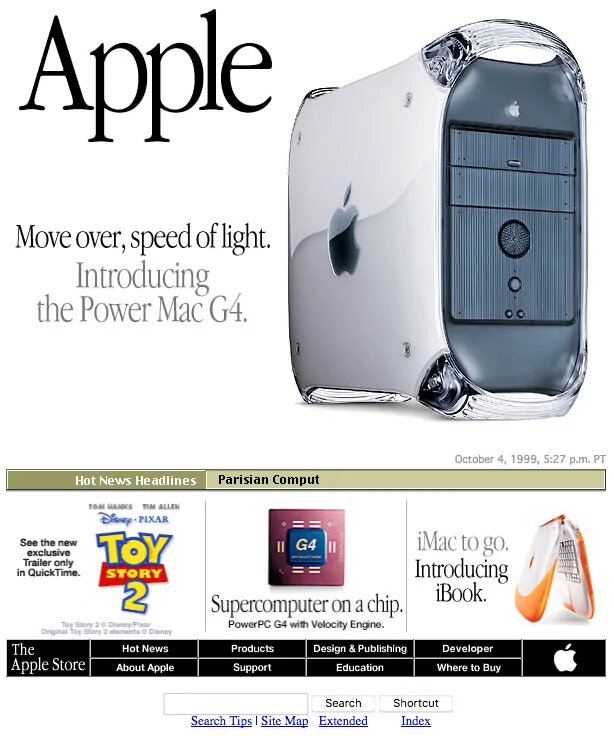 Apple
Move over, speed of light.
Introducing
the Power Mac G4.
October 4, 1999, 5:27 p.m. PT
Hot News Headlines Parisian Comput
TOM HANKS TIM ALLEN
Disney · PIXAR
TOY
STORY
2
See the new
exclusive
Trailer only
in QuickTime.
Toy Story 2 © Disney/Pixar
Original Toy Story 2 elements © Disney
G4
Supercomputer on a chip.
PowerPC G4 with Velocity Engine.
iMac to go.
Introducing
iBook.
The
Apple Store
Hot News Products Design & Publishing Developer
About Apple Support Education Where to Buy
Search Shortcut
Search Tips | Site Map Extended Index